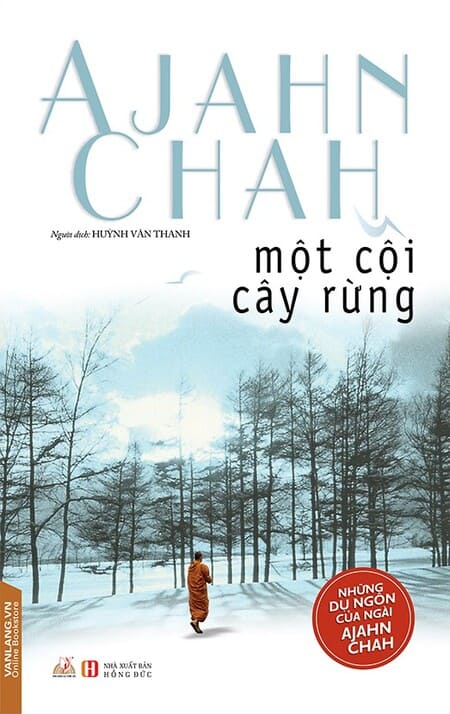 AJAHN
CHAH
Người dịch: HUỲNH VĂN THANH
một cội
cây rừng
NHỮNG
DỤ NGÔN
CỦA NGÀI
AJAHN
CHAH
VANLANG.VN
Online Bookstore
H
NHÀ XUẤT BẢN
HỒNG ĐỨC